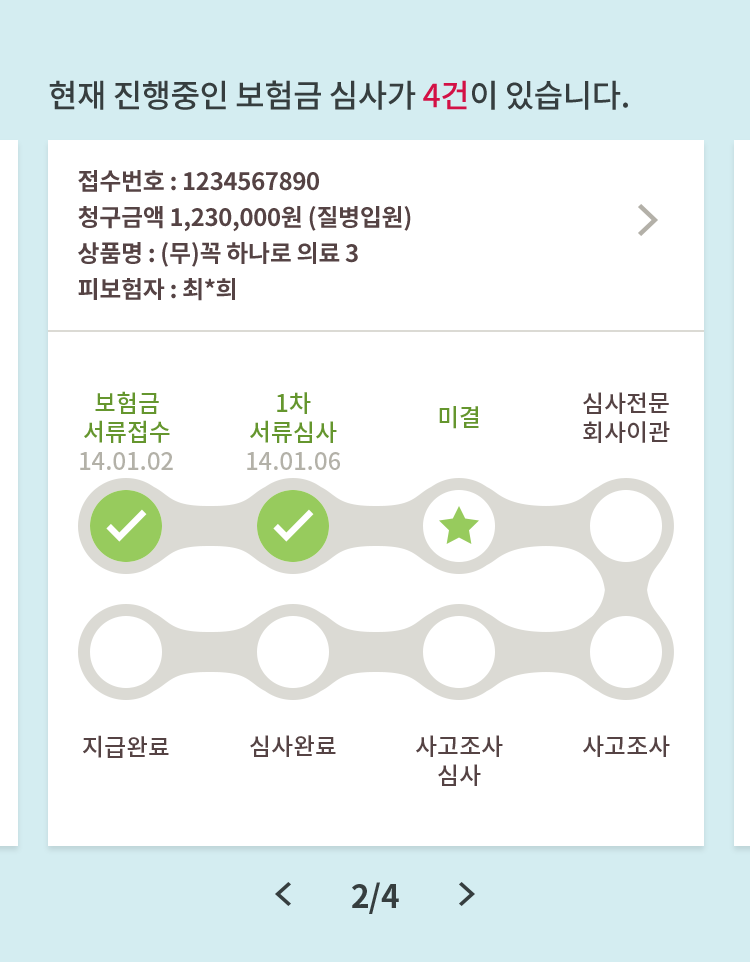 현재 진행중인 보험금 심사가 4건이 있습니다.
접수번호 : 1234567890
청구금액 1,230,000원 (질병입원)
상품명 : (무)꼭 하나로 의료 3
피보험자 : 최*희
보험금
서류접수
14.01.02
1차
서류심사
14.01.06
미결
심사전문
회사이관
지급완료
심사완료
사고조사
심사
사고조사
2/4